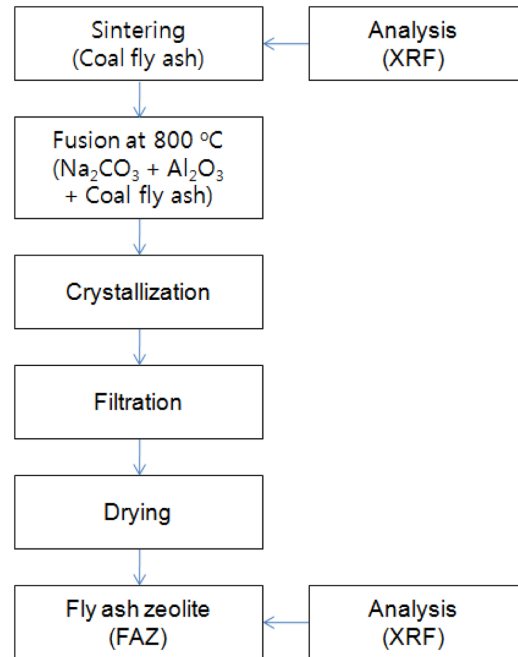 Sintering
(Coal fly ash)
Analysis
(XRF)
Fusion at 800 °C
(Na₂CO₃ + Al₂O₃
+ Coal fly ash)
Crystallization
Filtration
Drying
Fly ash zeolite
(FAZ)
Analysis
(XRF)